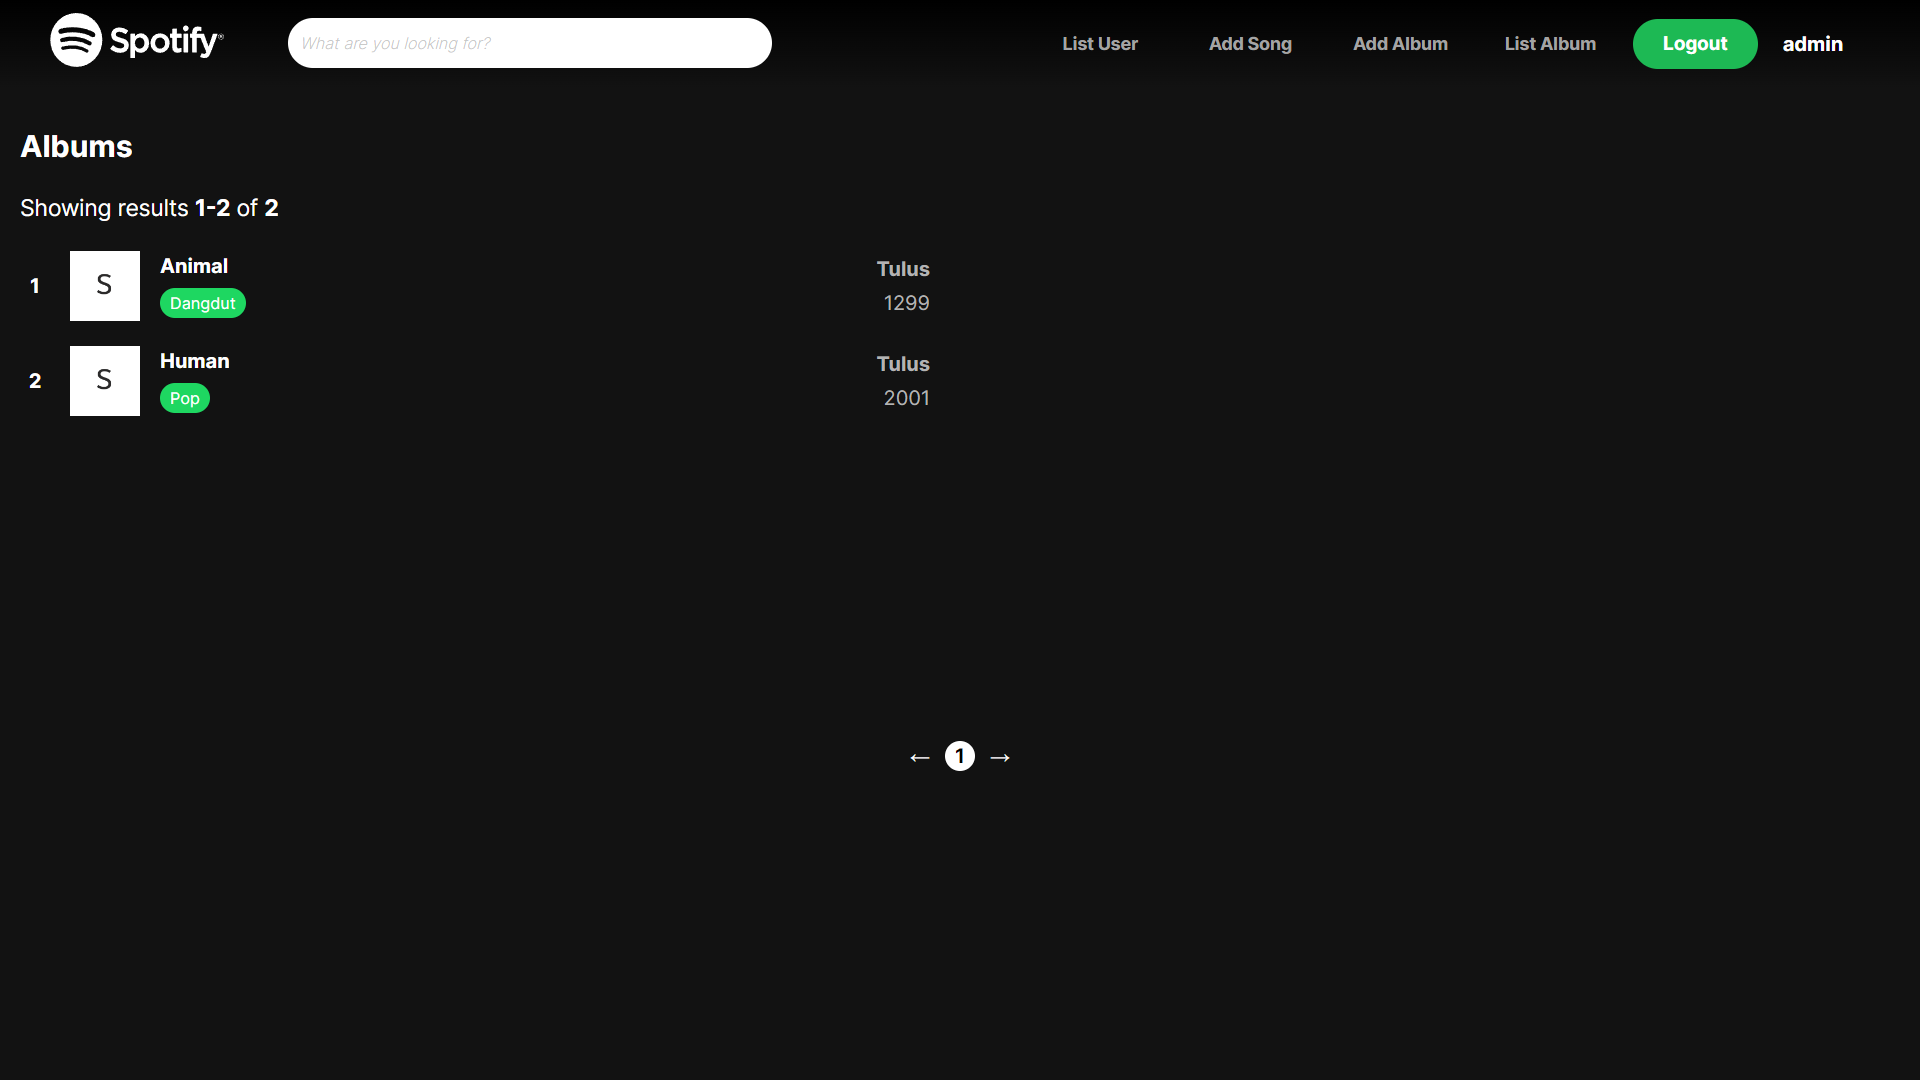 Spotify®
What are you looking for?
List User
Add Song
Add Album
List Album
Logout
admin
Albums
Showing results 1-2 of 2
1
S
Animal
Dangdut
Tulus
1299
2
S
Human
Pop
Tulus
2001
← 1 →